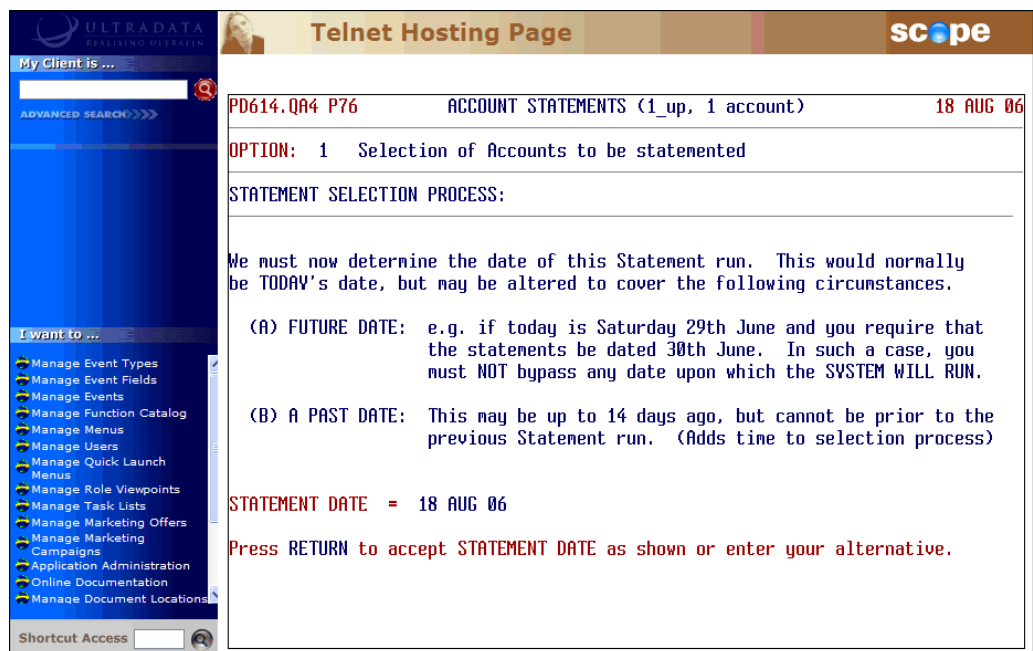 ULTRADATA
REALISING ULTRAFIN
Telnet Hosting Page
scope
My Client is ...
ADVANCED SEARCH
PD614.QA4 P76 ACCOUNT STATEMENTS (1_up, 1 account) 18 AUG 06
OPTION: 1 Selection of Accounts to be statemented
STATEMENT SELECTION PROCESS:
We must now determine the date of this Statement run. This would normally
be TODAY's date, but may be altered to cover the following circumstances.
(A) FUTURE DATE: e.g. if today is Saturday 29th June and you require that
the statements be dated 30th June. In such a case, you
must NOT bypass any date upon which the SYSTEM WILL RUN.
(B) A PAST DATE: This may be up to 14 days ago, but cannot be prior to the
previous Statement run. (Adds time to selection process)
STATEMENT DATE = 18 AUG 06
Press RETURN to accept STATEMENT DATE as shown or enter your alternative.
I want to ...
Manage Event Types
Manage Event Fields
Manage Events
Manage Function Catalog
Manage Menus
Manage Users
Manage Quick Launch
Menus
Manage Role Viewpoints
Manage Task Lists
Manage Marketing Offers
Manage Marketing
Campaigns
Application Administration
Online Documentation
Manage Document Locations
Shortcut Access